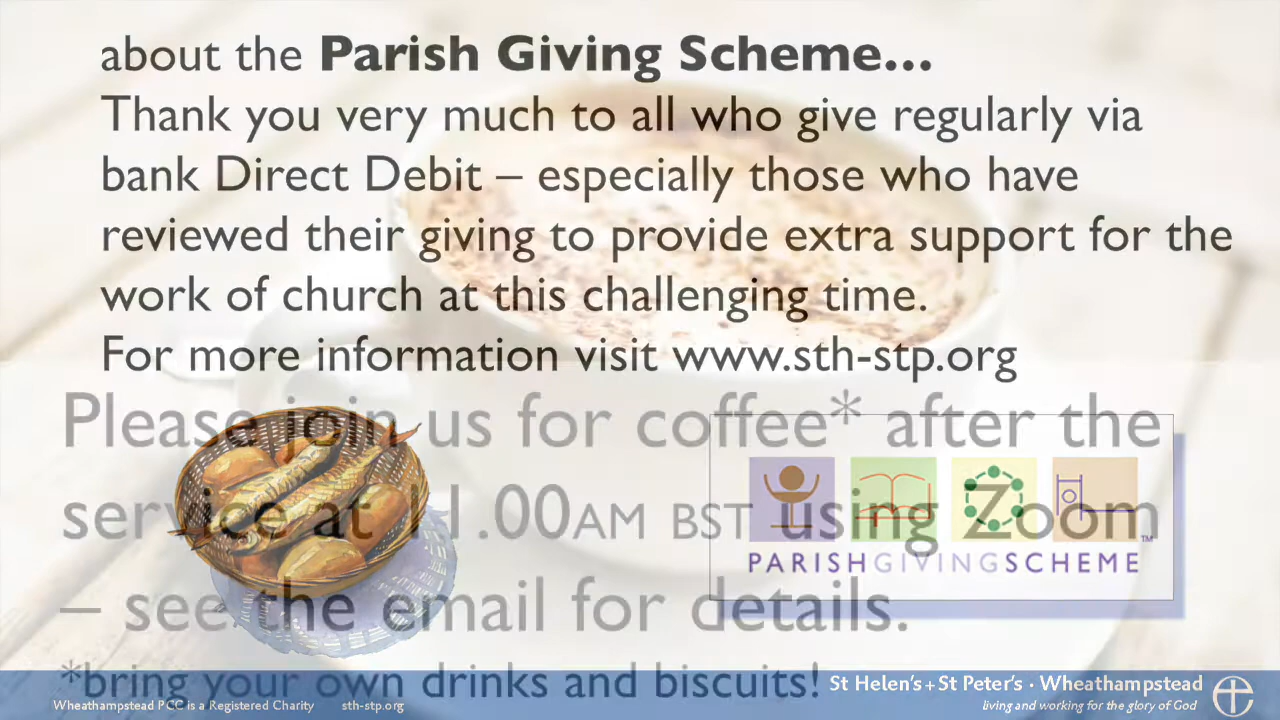 about the Parish Giving Scheme...
Thank you very much to all who give regularly via
bank Direct Debit – especially those who have
reviewed their giving to provide extra support for the
work of church at this challenging time.
For more information visit www.sth-stp.org
Please join us for coffee* after the
service at 11.00AM BST using Zoom
– see the email for details.
*bring your own drinks and biscuits!
PARISHGIVINGSCHEME™
St Helen's + St Peter's · Wheathampstead
living and working for the glory of God
Wheathampstead PCC is a Registered Charity sth-stp.org